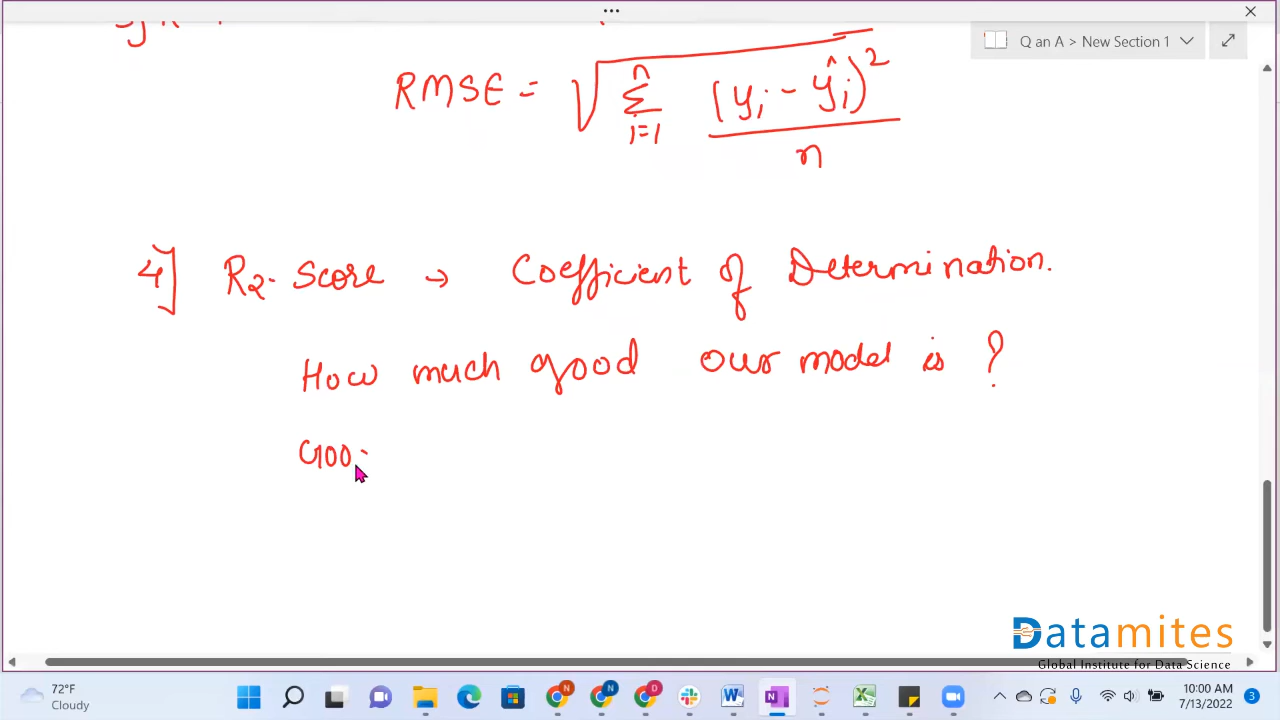 Q an A > New Section 1
RMSE = √ n Σ i=1 (yi - ŷi)² / n
4] R2- Score → Coefficient of Determination.
How much good our model is ?
Goo
Datamites
Global Institute for Data Science
72°F
Cloudy
10:00 AM
7/13/2022
3